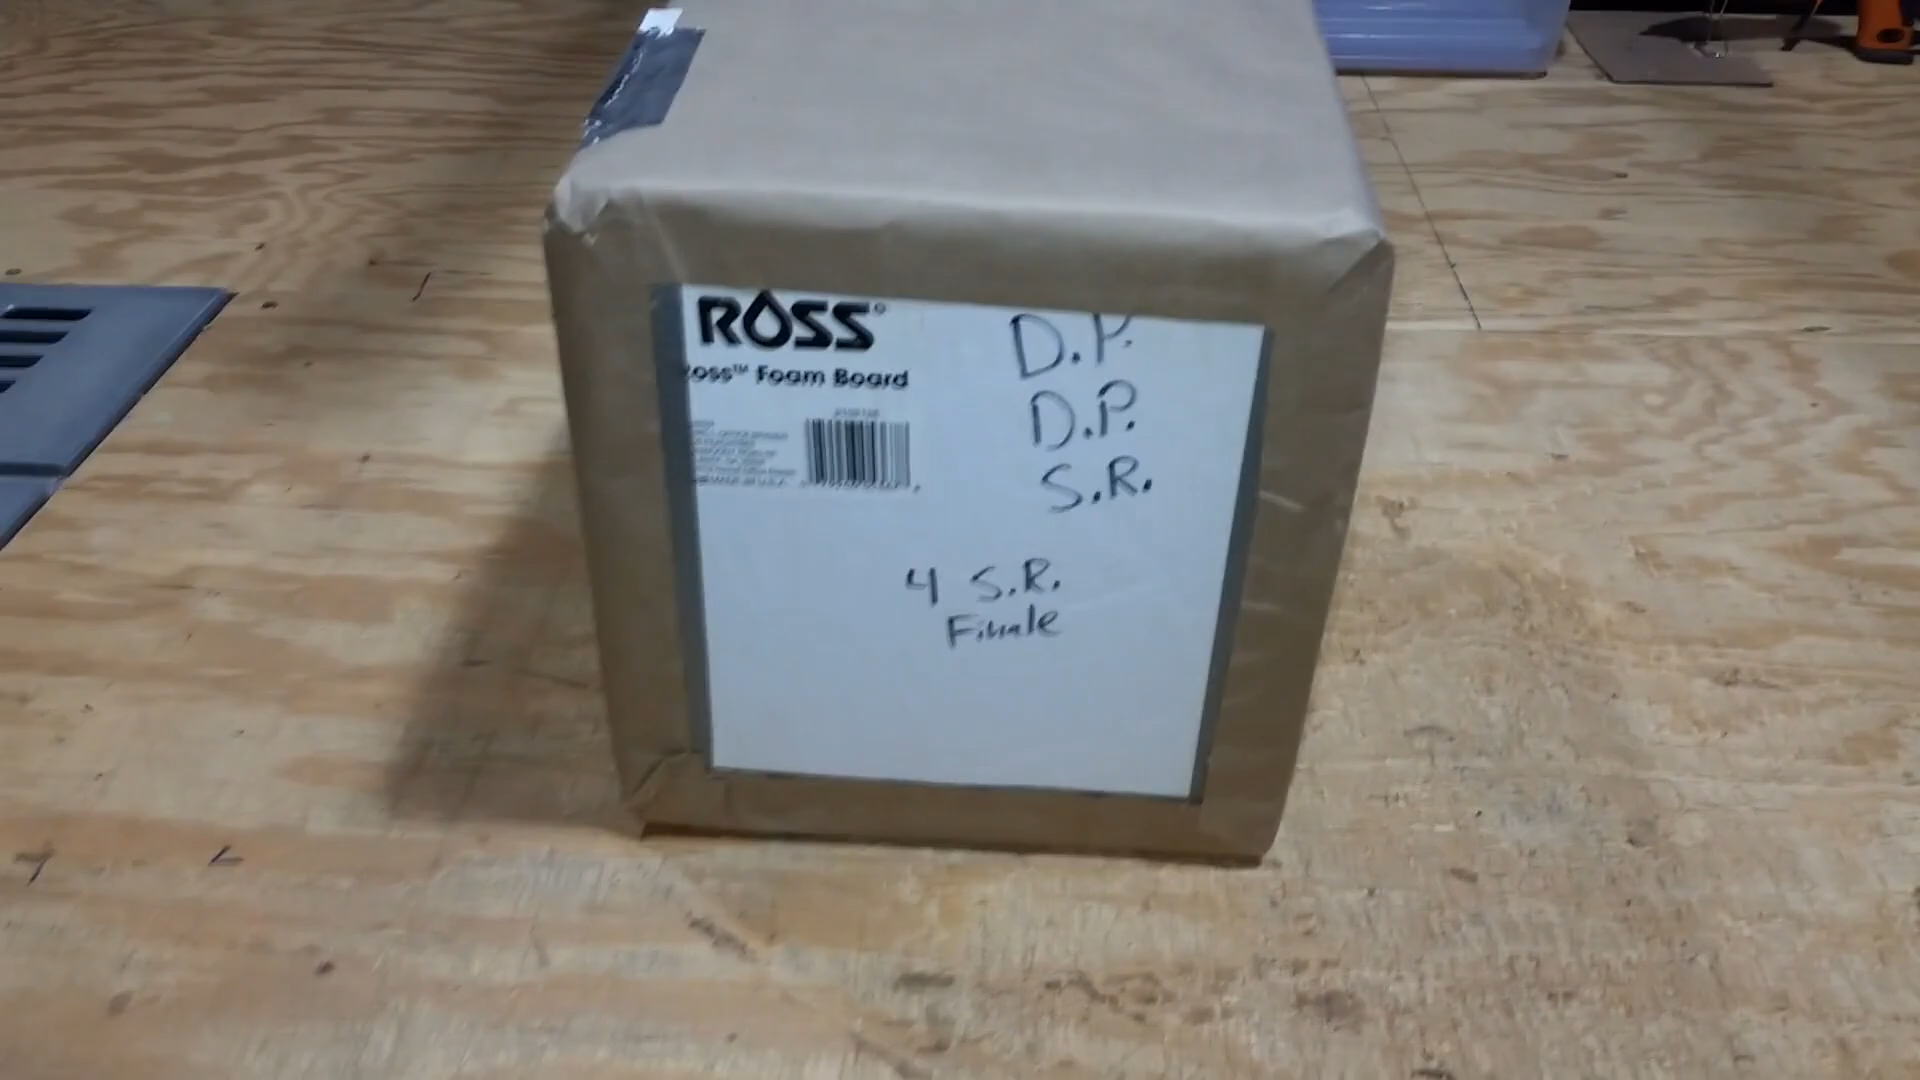 ROSS®
Ross™ Foam Board
D.P.
D.P.
S.R.
4 S.R.
Finale